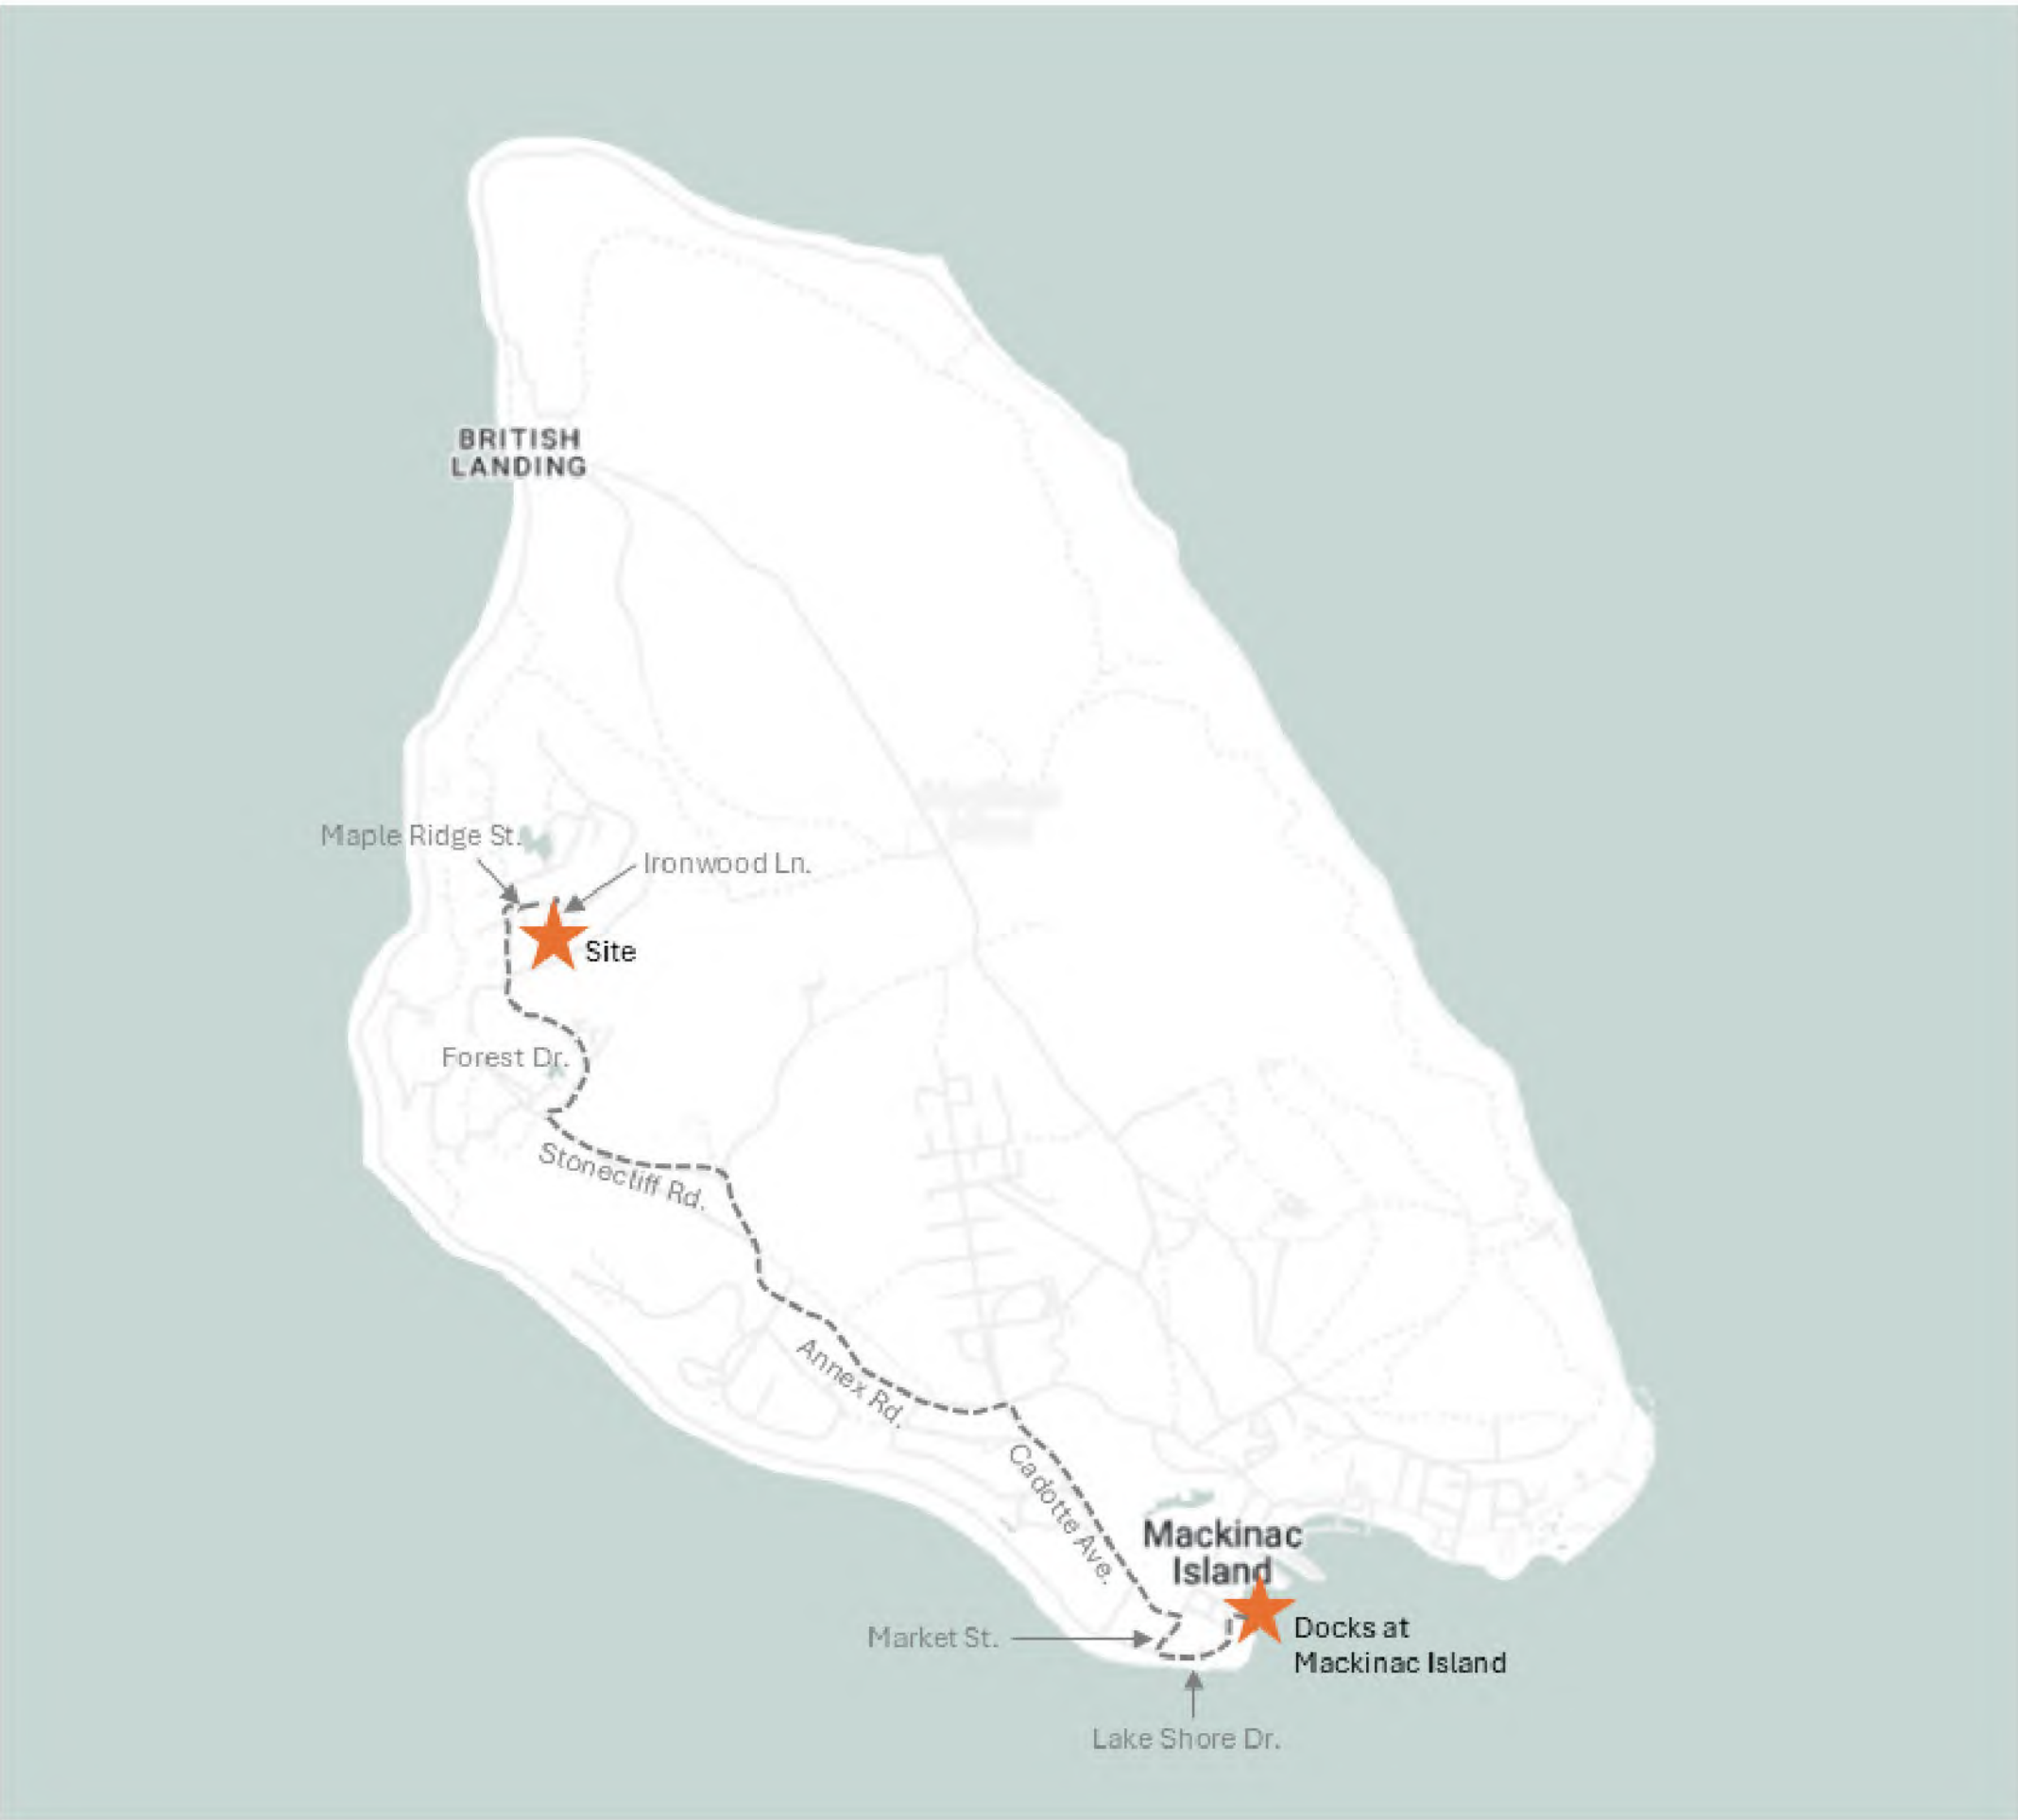 BRITISH
LANDING
Maple Ridge St.
Ironwood Ln.
Site
Forest Dr.
Stonecliff Rd.
Annex Rd.
Cadotte Ave.
Mackinac
Island
Market St.
Docks at
Mackinac Island
Lake Shore Dr.